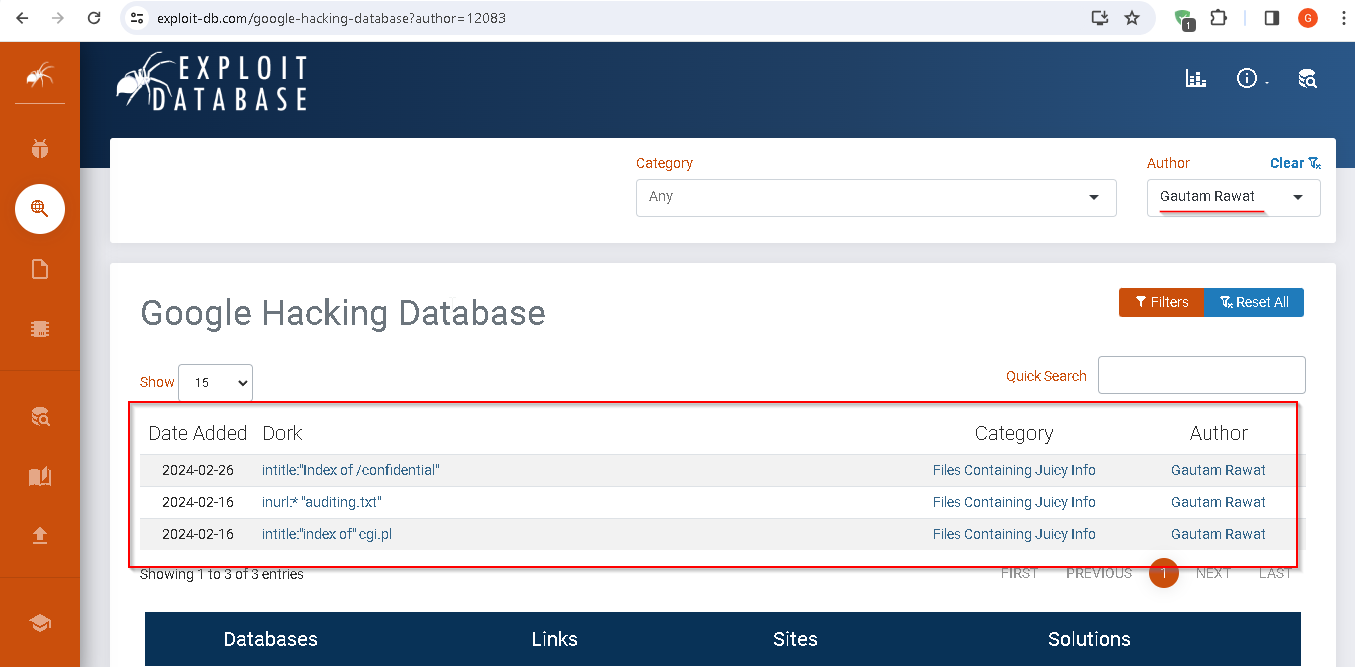 exploit-db.com/google-hacking-database?author=12083
1
G
EXPLOIT
DATABASE
Category
Author
Clear
Any
Gautam Rawat
Google Hacking Database
Filters
Reset All
Show 15
Quick Search
Date Added Dork Category Author
2024-02-26 intitle:"Index of /confidential" Files Containing Juicy Info Gautam Rawat
2024-02-16 inurl:* "auditing.txt" Files Containing Juicy Info Gautam Rawat
2024-02-16 intitle:"index of" cgi.pl Files Containing Juicy Info Gautam Rawat
Showing 1 to 3 of 3 entries
FIRST PREVIOUS 1 NEXT LAST
Databases Links Sites Solutions